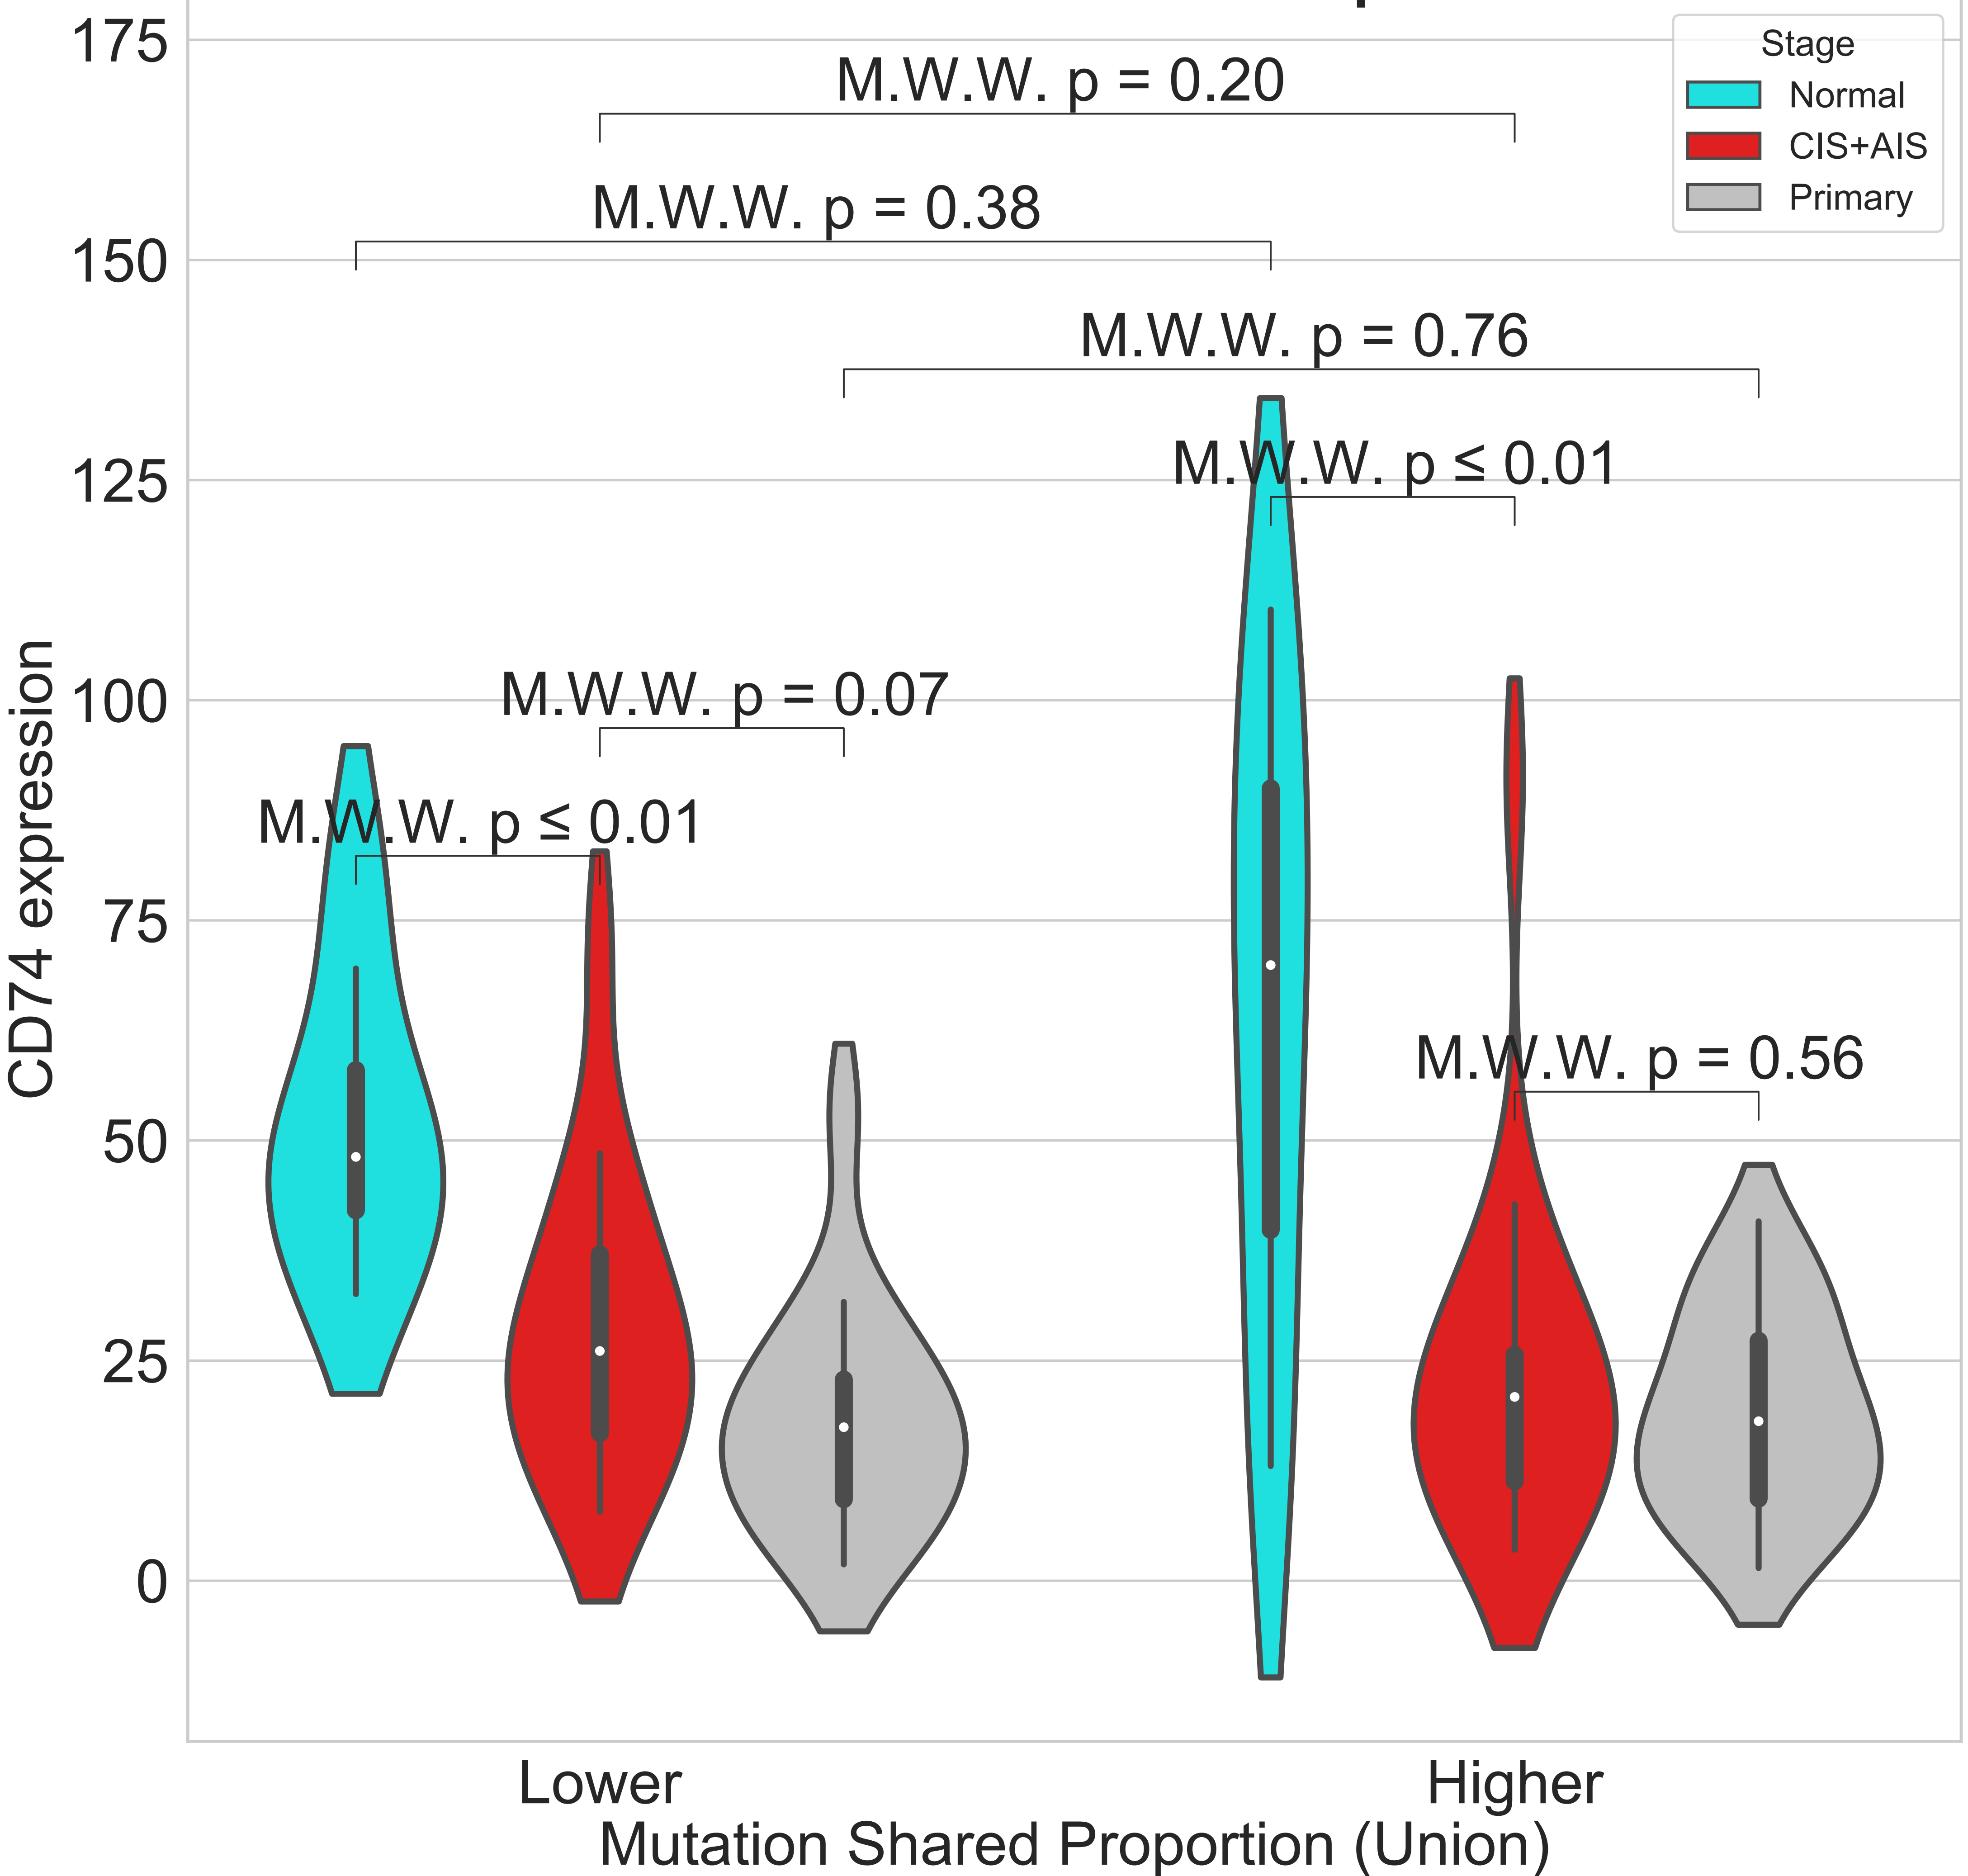 175
150
125
100
75
50
25
0
CD74 expression
M.W.W. p = 0.20
M.W.W. p = 0.38
M.W.W. p = 0.76
M.W.W. p ≤ 0.01
M.W.W. p = 0.07
M.W.W. p ≤ 0.01
M.W.W. p = 0.56
Stage
Normal
CIS+AIS
Primary
Lower
Higher
Mutation Shared Proportion (Union)